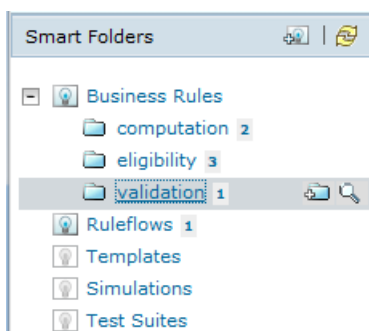 Smart Folders
Business Rules
computation 2
eligibility 3
validation 1
Ruleflows 1
Templates
Simulations
Test Suites